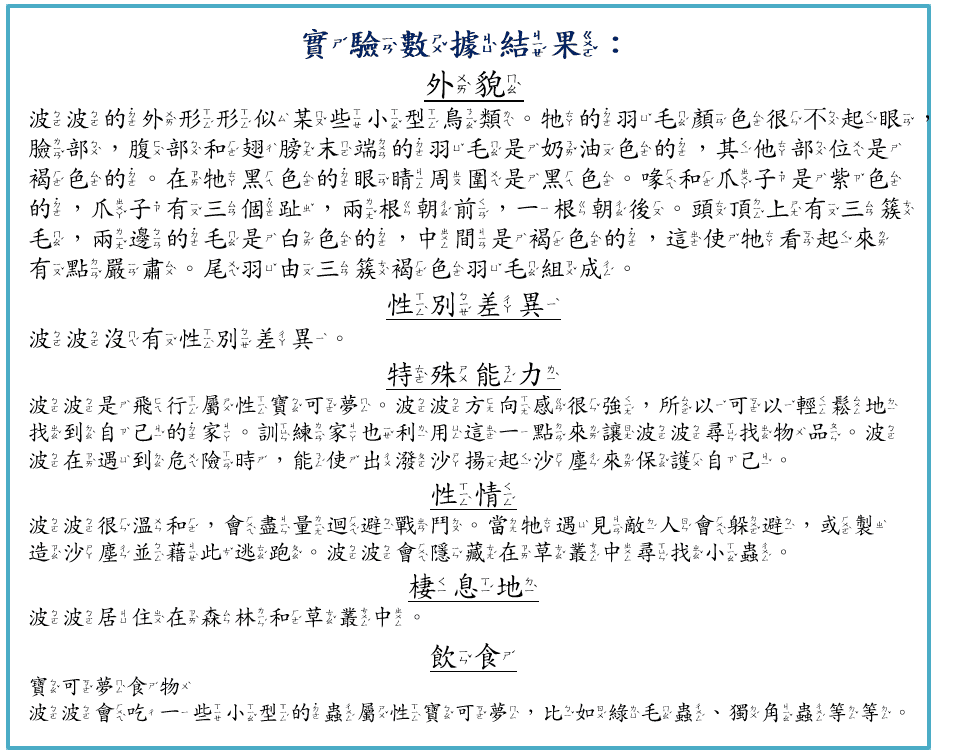 實驗數據結果：
外貌
波波的外形形似某些小型鳥類。牠的羽毛顏色很不起眼，
臉部，腹部和翅膀末端的羽毛是奶油色的，其他部位是
褐色的。在牠黑色的眼睛周圍是黑色。喙和爪子是紫色
的，爪子有三個趾，兩根朝前，一根朝後。頭頂上有三簇
毛，兩邊的毛是白色的，中間是褐色的，這使牠看起來
有點嚴肅。尾羽由三簇褐色羽毛組成。
性別差異
波波沒有性別差異。
特殊能力
波波是飛行屬性寶可夢。波波方向感很強，所以可以輕鬆地
找到自己的家。訓練家也利用這一點來讓波波尋找物品。波
波在遇到危險時，能使出潑沙揚起沙塵來保護自己。
性情
波波很溫和，會盡量迴避戰鬥。當牠遇見敵人會躲避，或製
造沙塵並藉此逃跑。波波會隱藏在草叢中尋找小蟲。
棲息地
波波居住在森林和草叢中。
飲食
寶可夢食物
波波會吃一些小型的蟲屬性寶可夢，比如綠毛蟲、獨角蟲等等。